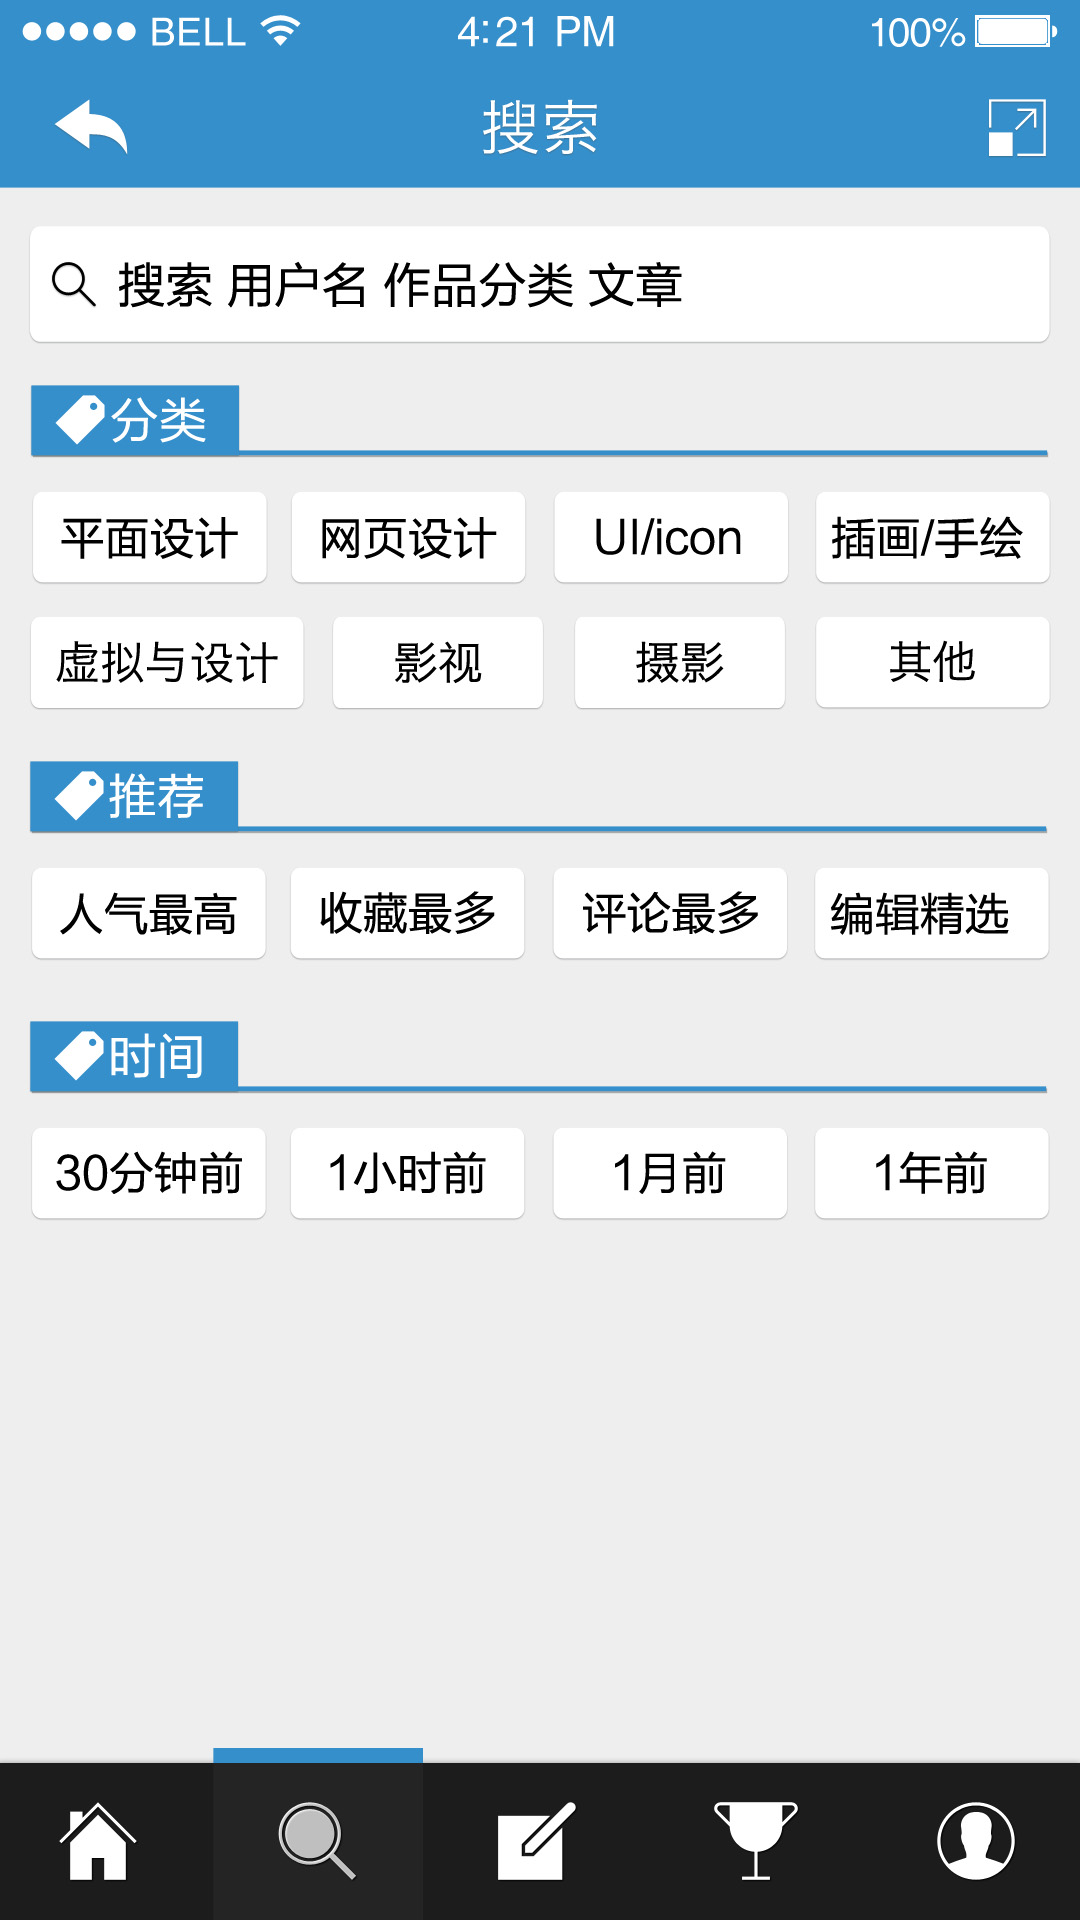 BELL 4:21 PM 100%
搜索
搜索 用户名 作品分类 文章
分类
平面设计 网页设计 UI/icon 插画/手绘
虚拟与设计 影视 摄影 其他
推荐
人气最高 收藏最多 评论最多 编辑精选
时间
30分钟前 1小时前 1月前 1年前